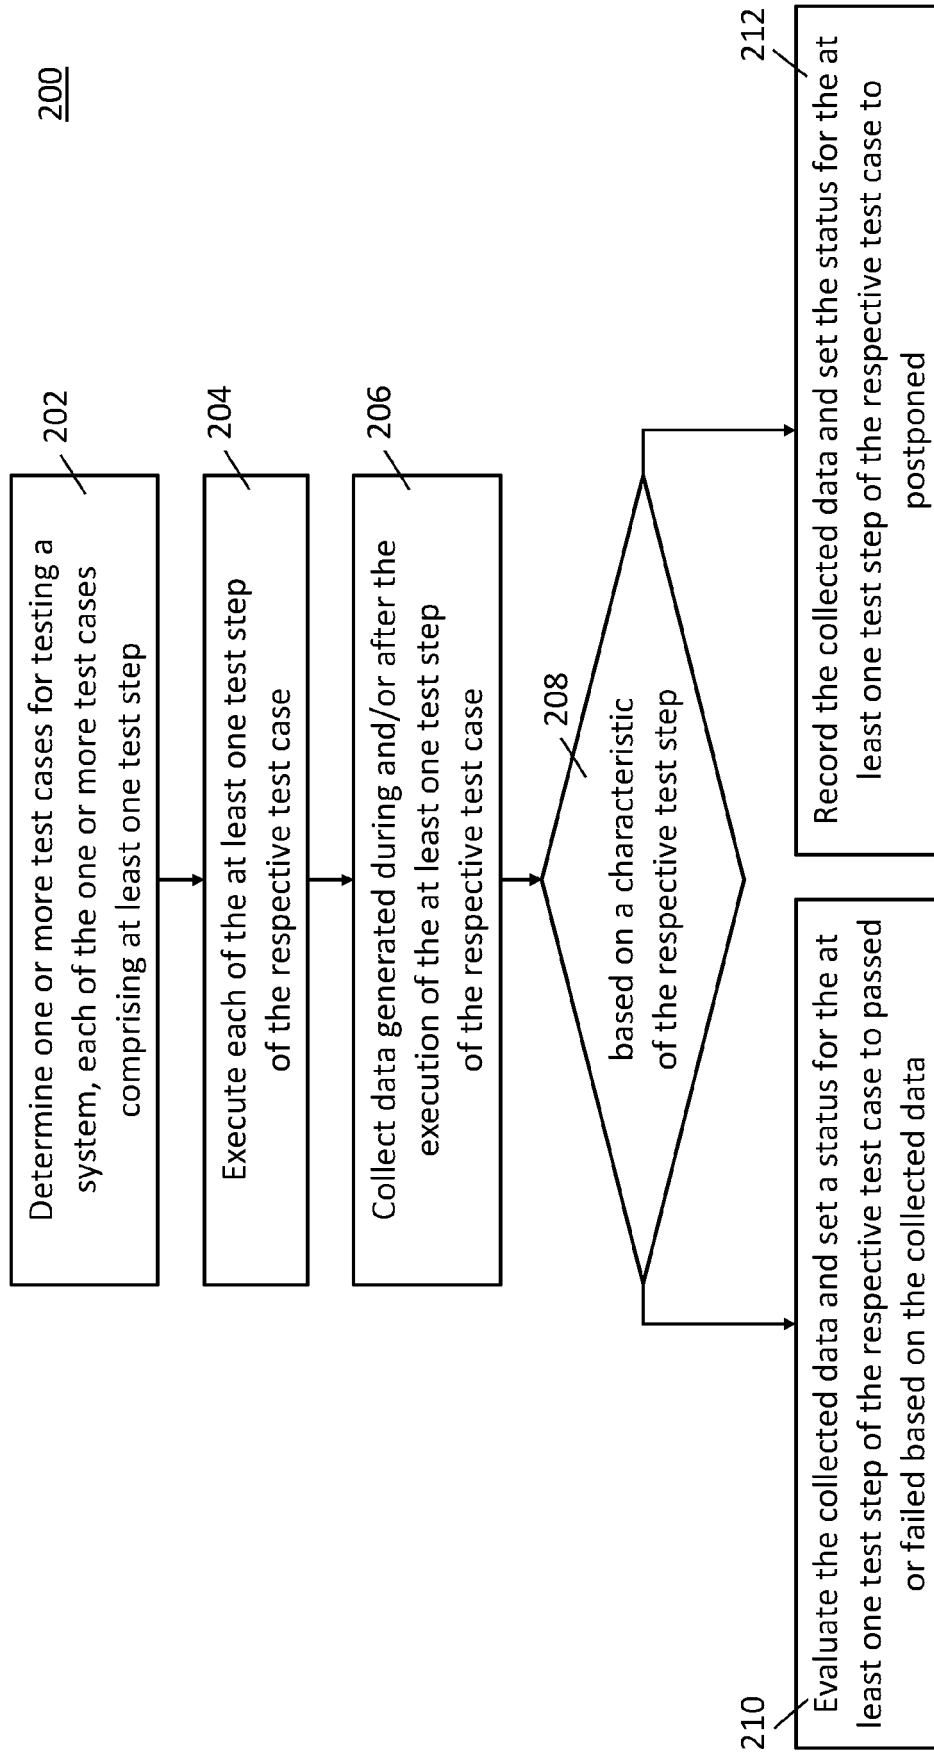 200
202
Determine one or more test cases for testing a
system, each of the one or more test cases
comprising at least one test step
204
Execute each of the at least one test step
of the respective test case
206
Collect data generated during and/or after the
execution of the at least one test step
of the respective test case
208
based on a characteristic
of the respective test step
210
Evaluate the collected data and set a status for the at
least one test step of the respective test case to passed
or failed based on the collected data
212
Record the collected data and set the status for the at
least one test step of the respective test case to
postponed